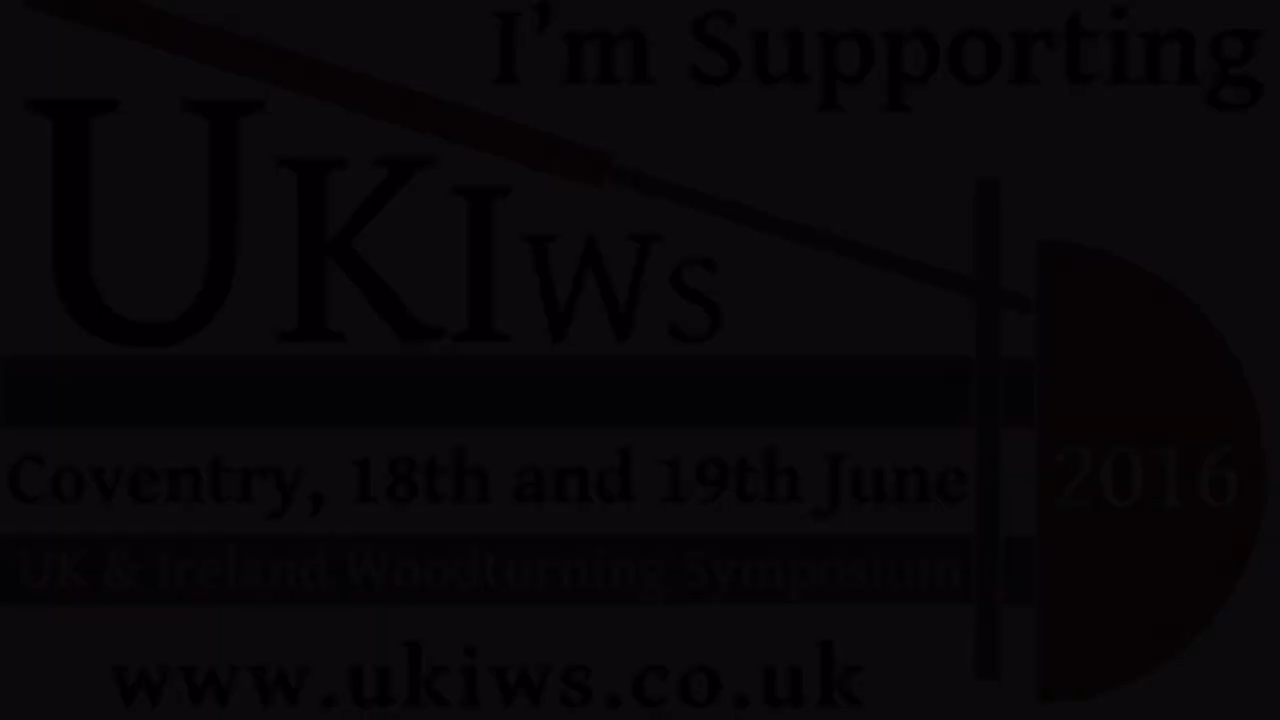 I'm Supporting
UKIWS
Coventry, 18th and 19th June
2016
UK & Ireland Woodturning Symposium
www.ukiws.co.uk